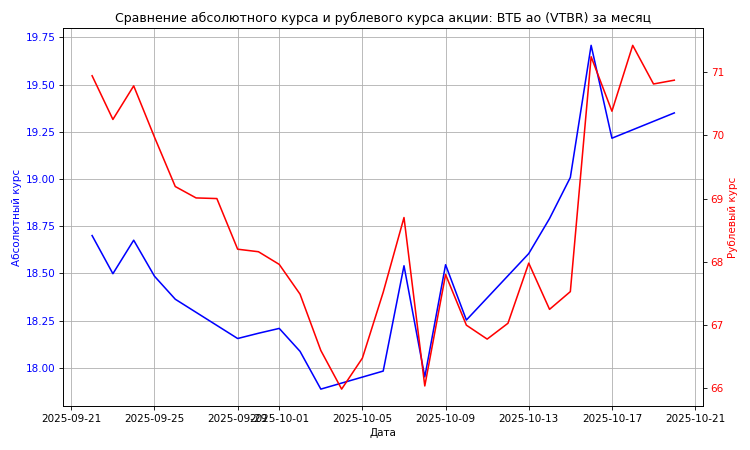 Сравнение абсолютного курса и рублевого курса акции: ВТБ ао (VTBR) за месяц
19.75
19.50
19.25
19.00
18.75
18.50
18.25
18.00
Абсолютный курс
71
70
69
68
67
66
Рублевый курс
2025-09-21 2025-09-25 2025-09-29 2025-10-01 2025-10-05 2025-10-09 2025-10-13 2025-10-17 2025-10-21
Дата